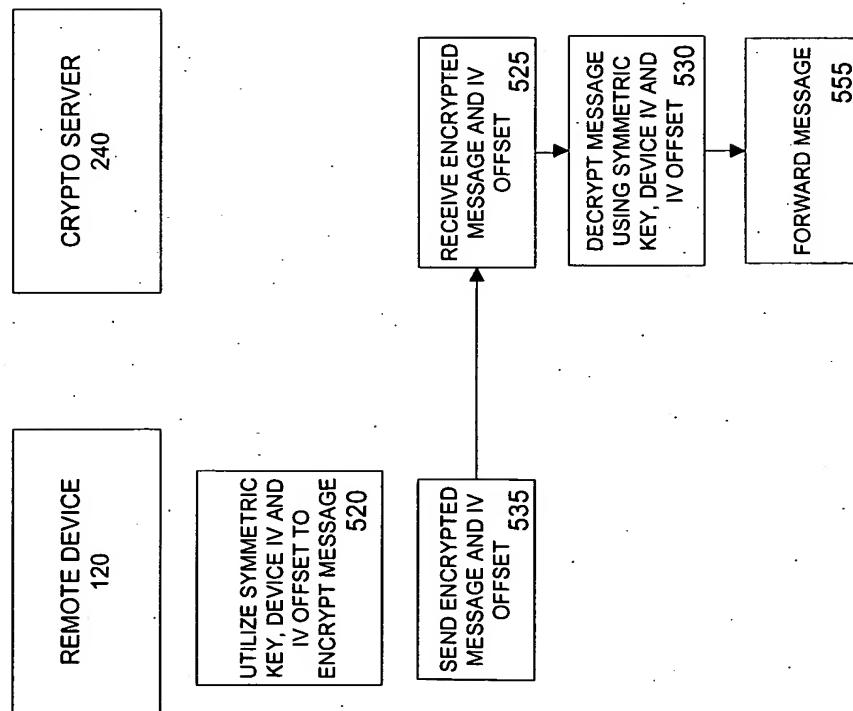 REMOTE DEVICE
120
CRYPTO SERVER
240
UTILIZE SYMMETRIC
KEY, DEVICE IV AND
IV OFFSET TO
ENCRYPT MESSAGE
520
SEND ENCRYPTED
MESSAGE AND IV
OFFSET
535
RECEIVE ENCRYPTED
MESSAGE AND IV
OFFSET
525
DECRYPT MESSAGE
USING SYMMETRIC
KEY, DEVICE IV AND
IV OFFSET
530
FORWARD MESSAGE
555